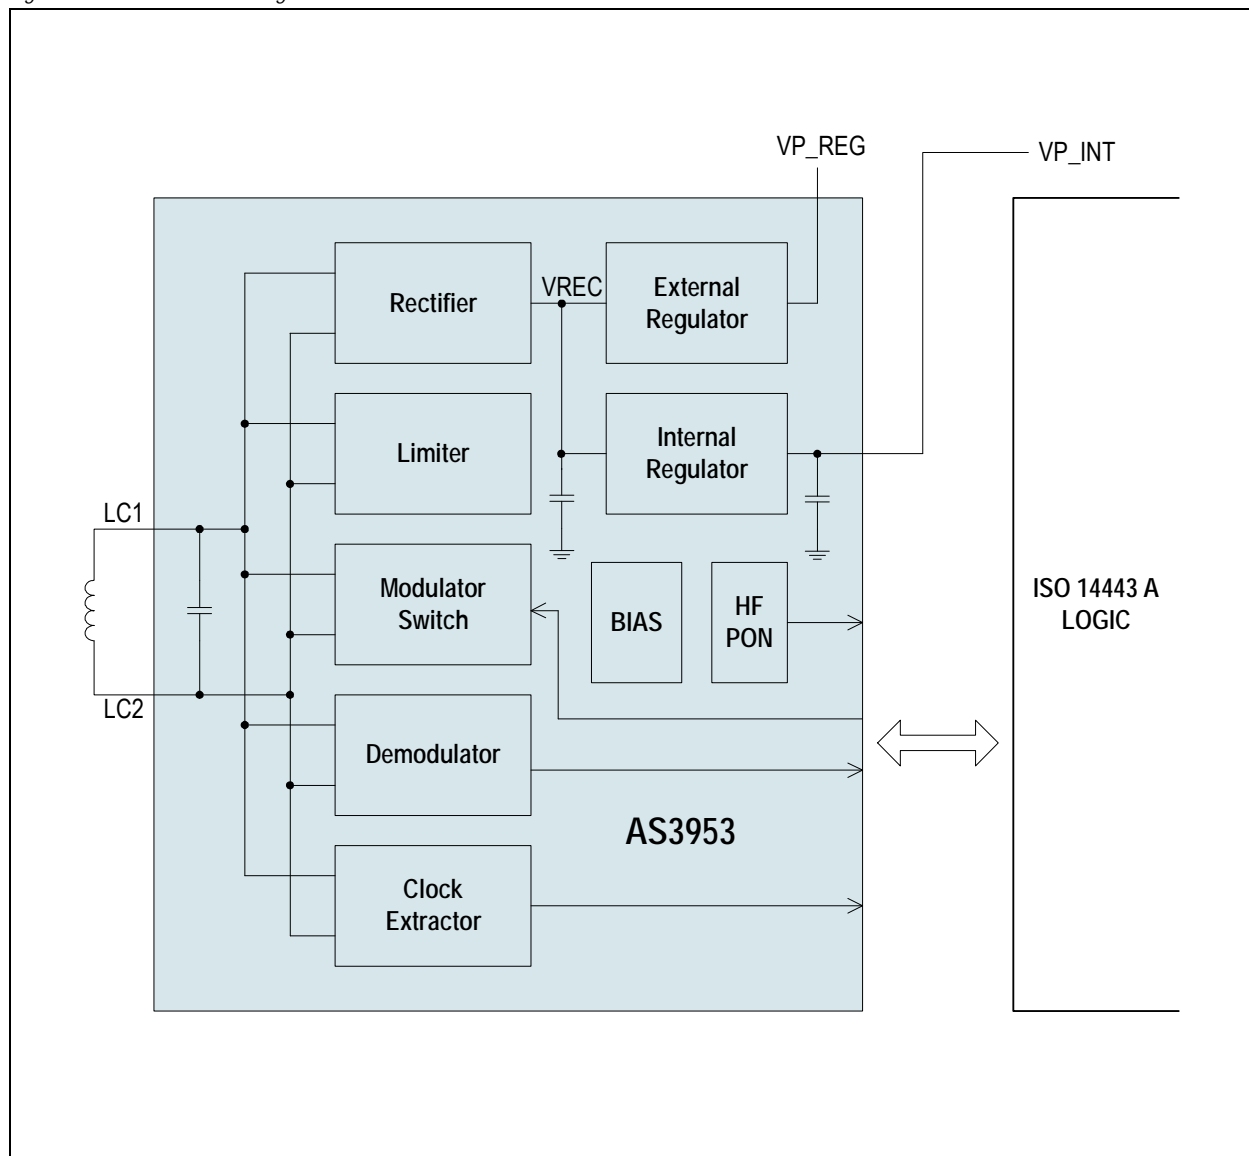 VP_REG
VP_INT
Rectifier
VREC
External
Regulator
Limiter
Internal
Regulator
LC1
Modulator
Switch
BIAS
HF
PON
ISO 14443 A
LOGIC
LC2
Demodulator
AS3953
Clock
Extractor